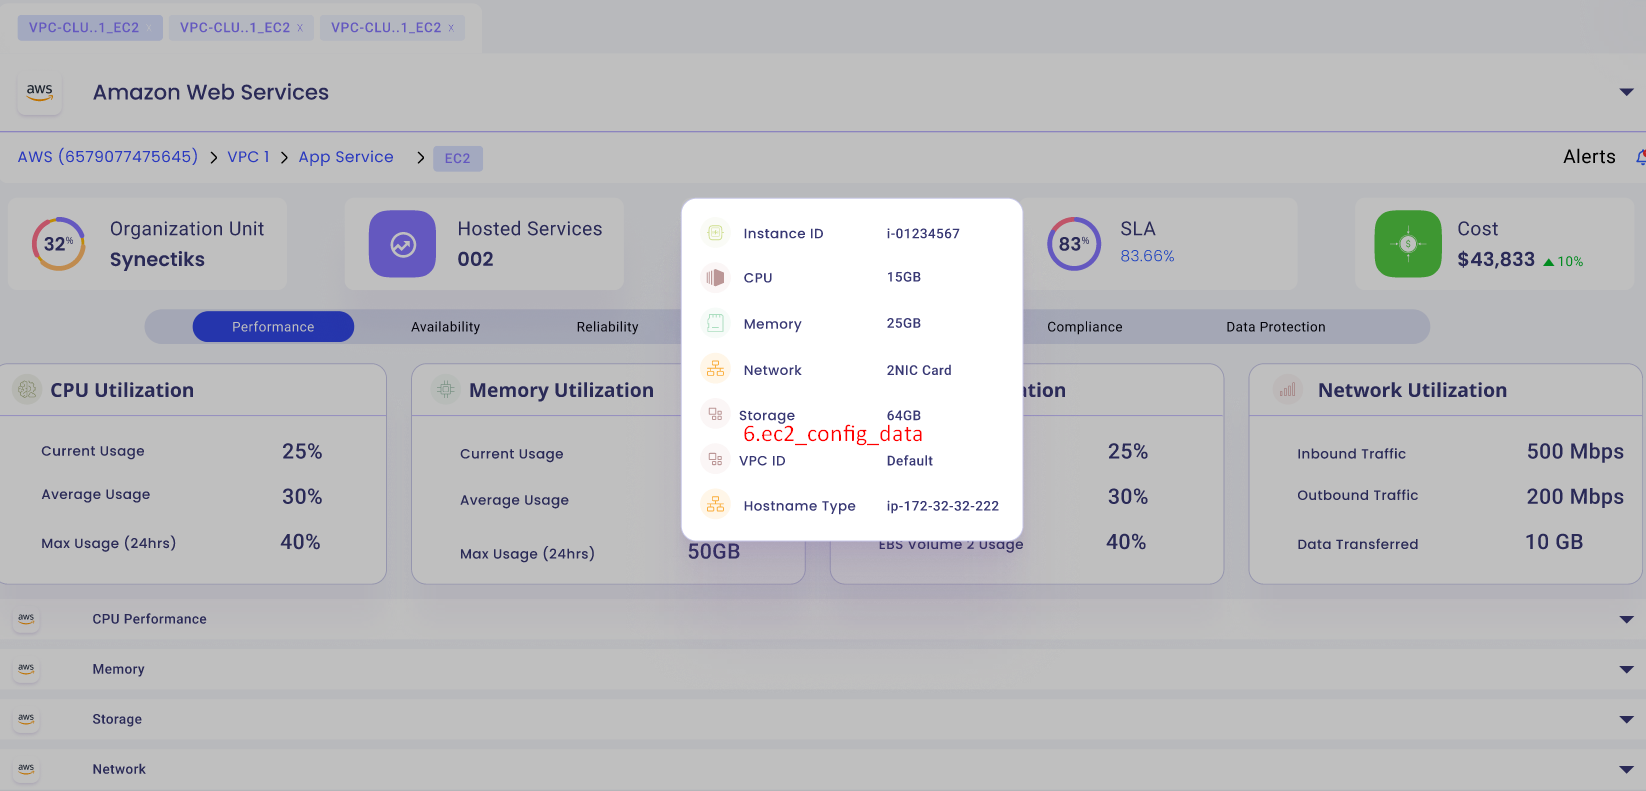 VPC-CLU..1_EC2 x VPC-CLU..1_EC2 x VPC-CLU..1_EC2 x
aws Amazon Web Services
AWS (6579077475645) > VPC 1 > App Service > EC2 Alerts
32% Organization Unit
Synectiks
Hosted Services
002
83% SLA
83.66%
$ Cost
$43,833 10%
Instance ID i-01234567
CPU 15GB
Memory 25GB
Network 2NIC Card
Storage 64GB
6.ec2_config_data
VPC ID Default
Hostname Type ip-172-32-32-222
Performance Availability Reliability Compliance Data Protection
CPU Utilization
Current Usage 25%
Average Usage 30%
Max Usage (24hrs) 40%
Memory Utilization
Current Usage
Average Usage
Max Usage (24hrs) 50GB
25%
30%
EBS Volume 2 Usage 40%
Network Utilization
Inbound Traffic 500 Mbps
Outbound Traffic 200 Mbps
Data Transferred 10 GB
aws CPU Performance
aws Memory
aws Storage
aws Network